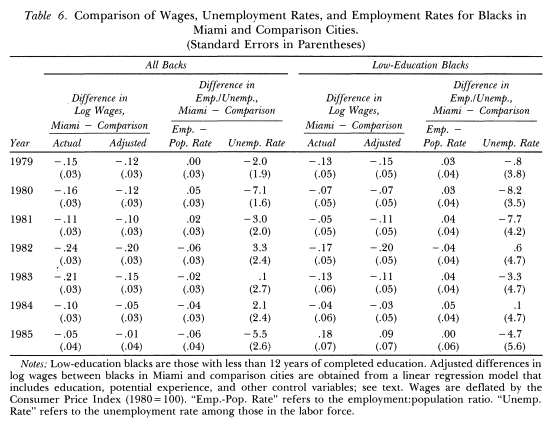 Table 6. Comparison of Wages, Unemployment Rates, and Employment Rates for Blacks in
Miami and Comparison Cities.
(Standard Errors in Parentheses)
All Backs Low-Education Blacks
Difference in Log Wages, Miami − Comparison Difference in Emp./Unemp., Miami − Comparison Difference in Log Wages, Miami − Comparison Difference in Emp./Unemp., Miami − Comparison
Year Actual Adjusted Emp. − Pop. Rate Unemp. Rate Actual Adjusted Emp. − Pop. Rate Unemp. Rate
1979 −.15 −.12 .00 −2.0 −.13 −.15 .03 −.8
(.03) (.03) (.03) (1.9) (.05) (.05) (.04) (3.8)
1980 −.16 −.12 .05 −7.1 −.07 −.07 .03 −8.2
(.03) (.03) (.03) (1.6) (.05) (.05) (.04) (3.5)
1981 −.11 −.10 .02 −3.0 −.05 −.11 .04 −7.7
(.03) (.03) (.03) (2.0) (.05) (.05) (.04) (4.2)
1982 −.24 −.20 −.06 3.3 −.17 −.20 −.04 .6
(.03) (.03) (.03) (2.4) (.05) (.05) (.04) (4.7)
1983 −.21 −.15 −.02 .1 −.13 −.11 .04 −3.3
(.03) (.03) (.03) (2.7) (.06) (.05) (.04) (4.7)
1984 −.10 −.05 −.04 2.1 −.04 −.03 .05 .1
(.03) (.03) (.03) (2.4) (.06) (.05) (.04) (4.7)
1985 −.05 −.01 −.06 −5.5 .18 .09 .00 −4.7
(.04) (.04) (.04) (2.6) (.07) (.07) (.06) (5.6)
Notes: Low-education blacks are those with less than 12 years of completed education. Adjusted differences in
log wages between blacks in Miami and comparison cities are obtained from a linear regression model that
includes education, potential experience, and other control variables; see text. Wages are deflated by the
Consumer Price Index (1980=100). “Emp.-Pop. Rate” refers to the employment:population ratio. “Unemp.
Rate” refers to the unemployment rate among those in the labor force.